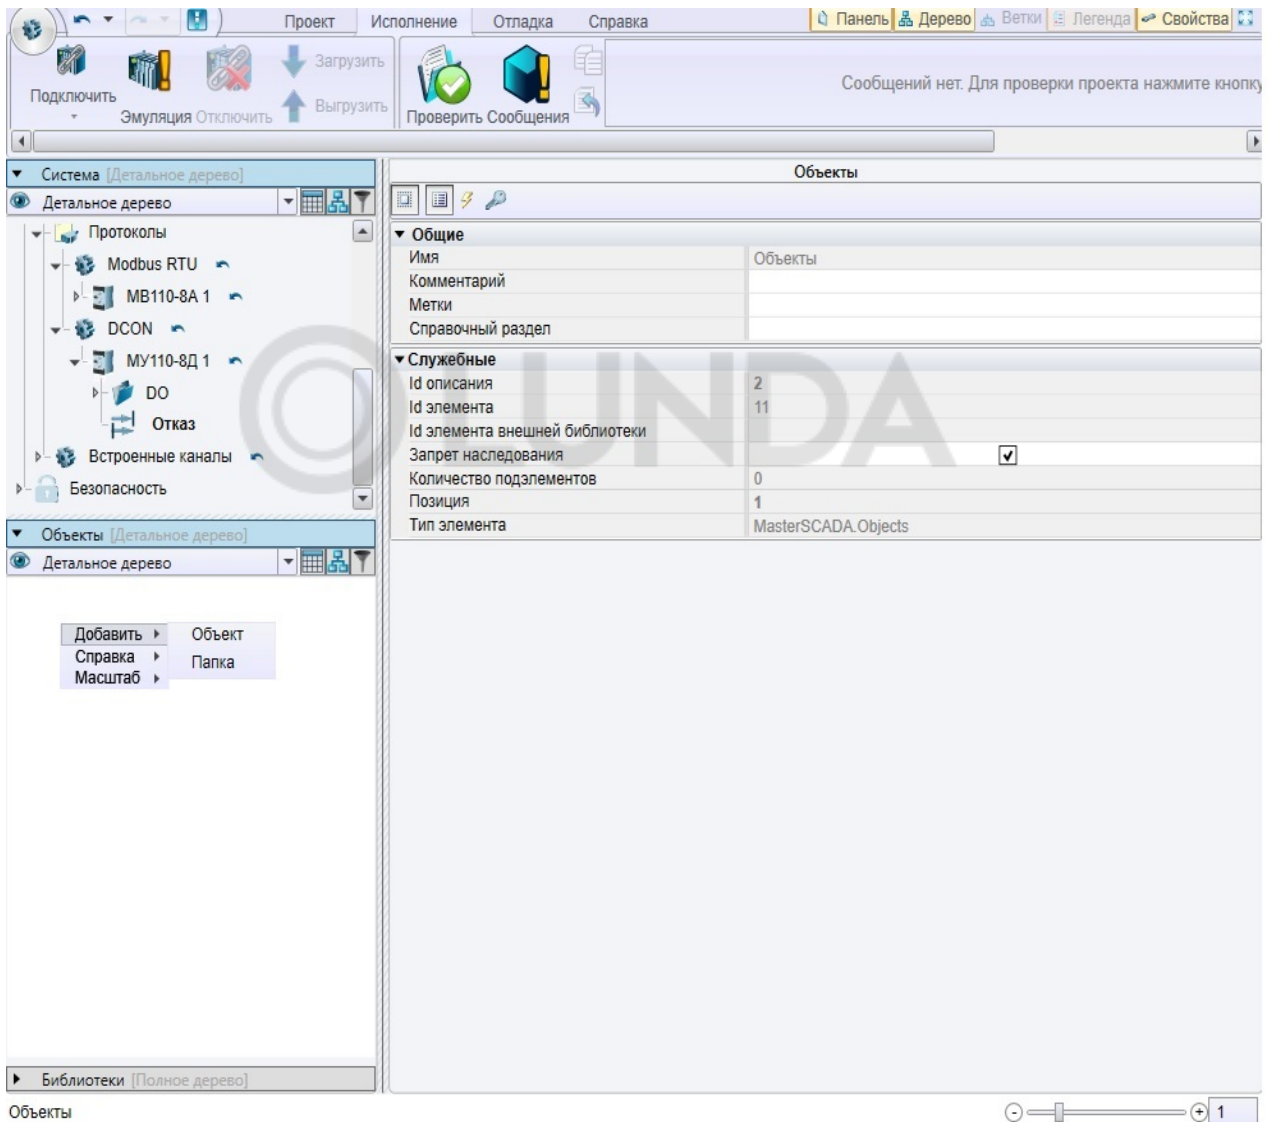 Проект Исполнение Отладка Справка Панель Дерево Ветки Легенда Свойства
Подключить Эмуляция Отключить Загрузить Выгрузить Проверить Сообщения
Сообщений нет. Для проверки проекта нажмите кнопку
Система [Детальное дерево]
Детальное дерево
Протоколы
Modbus RTU
МВ110-8А 1
DCON
МУ110-8Д 1
DO
Отказ
Встроенные каналы
Безопасность
Объекты [Детальное дерево]
Детальное дерево
Добавить Объект
Справка Папка
Масштаб
Библиотеки [Полное дерево]
Объекты
Объекты
Общие
Имя Объекты
Комментарий
Метки
Справочный раздел
Служебные
Id описания 2
Id элемента 11
Id элемента внешней библиотеки
Запрет наследования
Количество подэлементов 0
Позиция 1
Тип элемента MasterSCADA.Objects
LUNDA
1